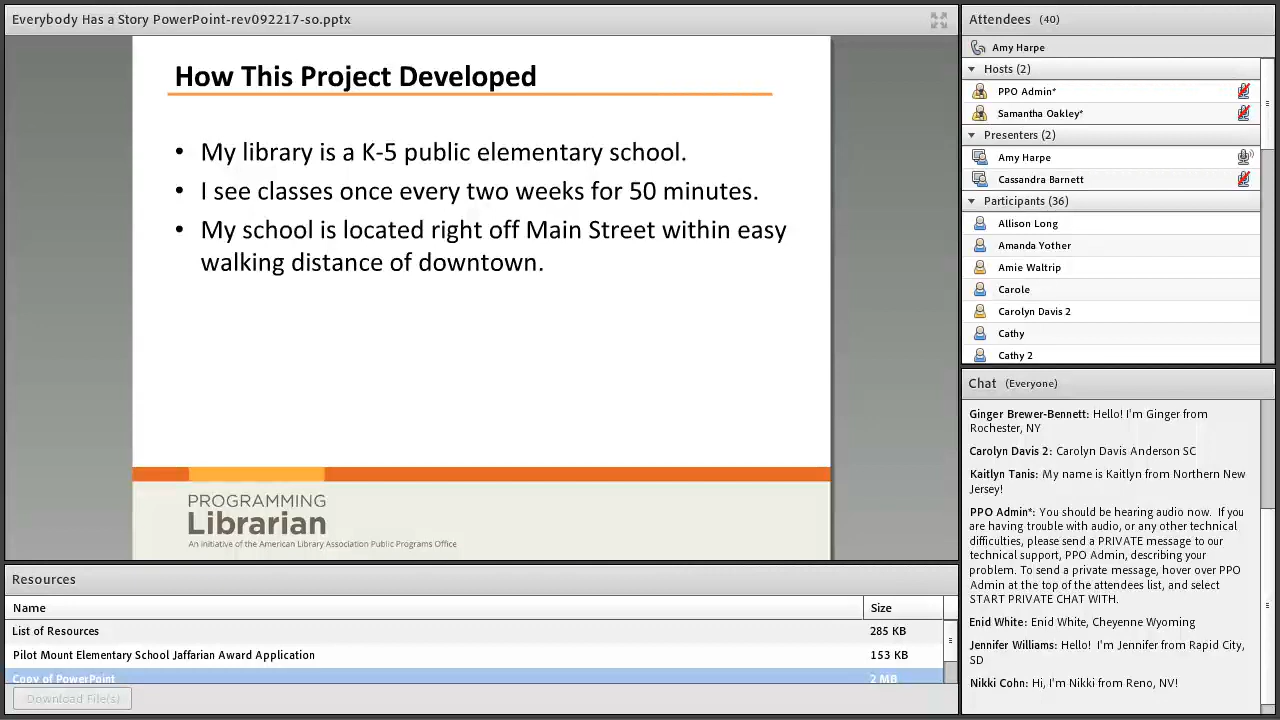 Everybody Has a Story PowerPoint-rev092217-so.pptx
How This Project Developed
• My library is a K-5 public elementary school.
• I see classes once every two weeks for 50 minutes.
• My school is located right off Main Street within easy
walking distance of downtown.
PROGRAMMING
Librarian
An initiative of the American Library Association Public Programs Office
Resources
Name Size
List of Resources 285 KB
Pilot Mount Elementary School Jaffarian Award Application 153 KB
Copy of PowerPoint 2 MB
Download File(s)
Attendees (40)
Amy Harpe
Hosts (2)
PPO Admin*
Samantha Oakley*
Presenters (2)
Amy Harpe
Cassandra Barnett
Participants (36)
Allison Long
Amanda Yother
Amie Waltrip
Carole
Carolyn Davis 2
Cathy
Cathy 2
Chat (Everyone)
Ginger Brewer-Bennett: Hello! I'm Ginger from
Rochester, NY
Carolyn Davis 2: Carolyn Davis Anderson SC
Kaitlyn Tanis: My name is Kaitlyn from Northern New
Jersey!
PPO Admin*: You should be hearing audio now. If you
are having trouble with audio, or any other technical
difficulties, please send a PRIVATE message to our
technical support, PPO Admin, describing your
problem. To send a private message, hover over PPO
Admin at the top of the attendees list, and select
START PRIVATE CHAT WITH.
Enid White: Enid White, Cheyenne Wyoming
Jennifer Williams: Hello! I'm Jennifer from Rapid City,
SD
Nikki Cohn: Hi, I'm Nikki from Reno, NV!